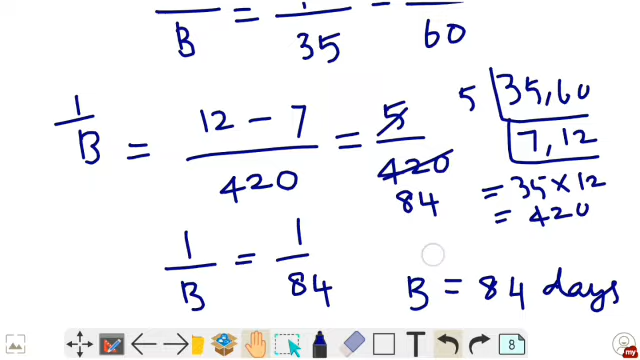 1/B = 1/35 - 1/60
1/B = (12 - 7)/420 = 5/420 84
5 | 35, 60
7, 12
= 35 × 12
= 420
1/B = 1/84
B = 84 days
8
my